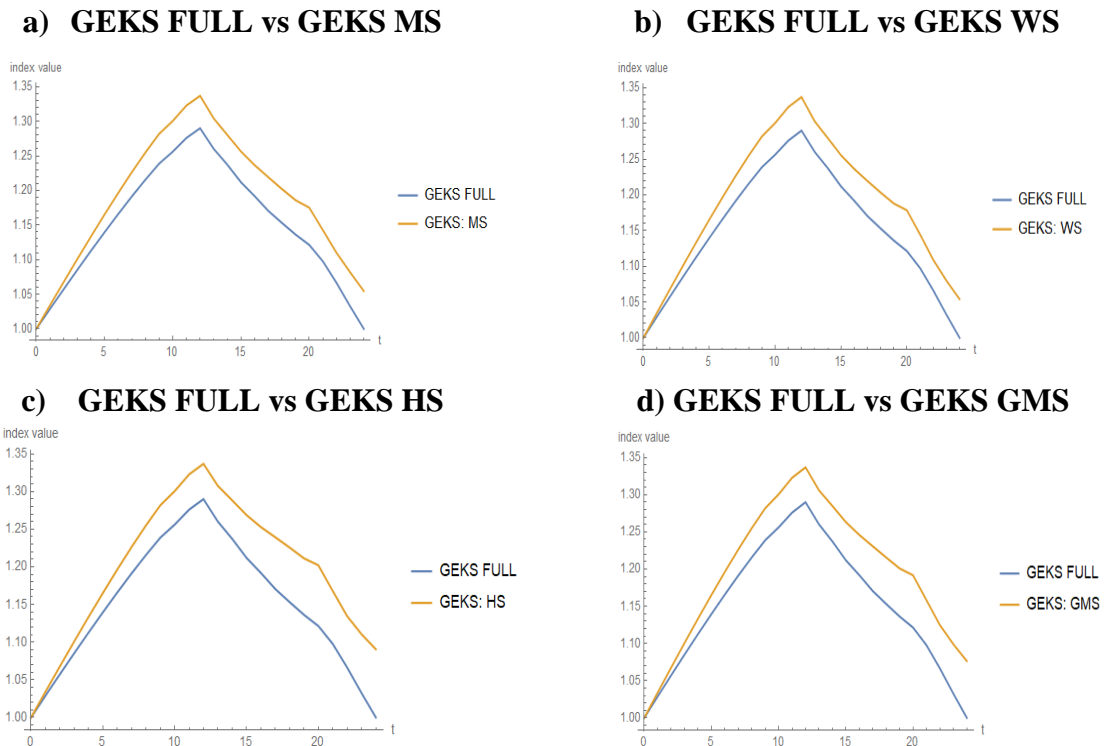 a) GEKS FULL vs GEKS MS
index value
1.35
1.30
1.25
1.20
1.15
1.10
1.05
1.00
0 5 10 15 20 t
GEKS FULL
GEKS: MS
b) GEKS FULL vs GEKS WS
index value
1.35
1.30
1.25
1.20
1.15
1.10
1.05
1.00
0 5 10 15 20 t
GEKS FULL
GEKS: WS
c) GEKS FULL vs GEKS HS
index value
1.35
1.30
1.25
1.20
1.15
1.10
1.05
1.00
0 5 10 15 20 t
GEKS FULL
GEKS: HS
d) GEKS FULL vs GEKS GMS
index value
1.35
1.30
1.25
1.20
1.15
1.10
1.05
1.00
0 5 10 15 20 t
GEKS FULL
GEKS: GMS